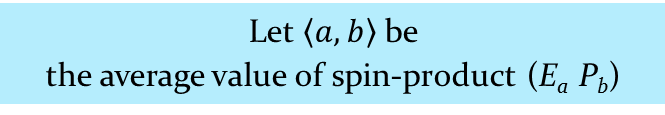 Let ⟨a, b⟩ be
the average value of spin-product (Eₐ P_b)